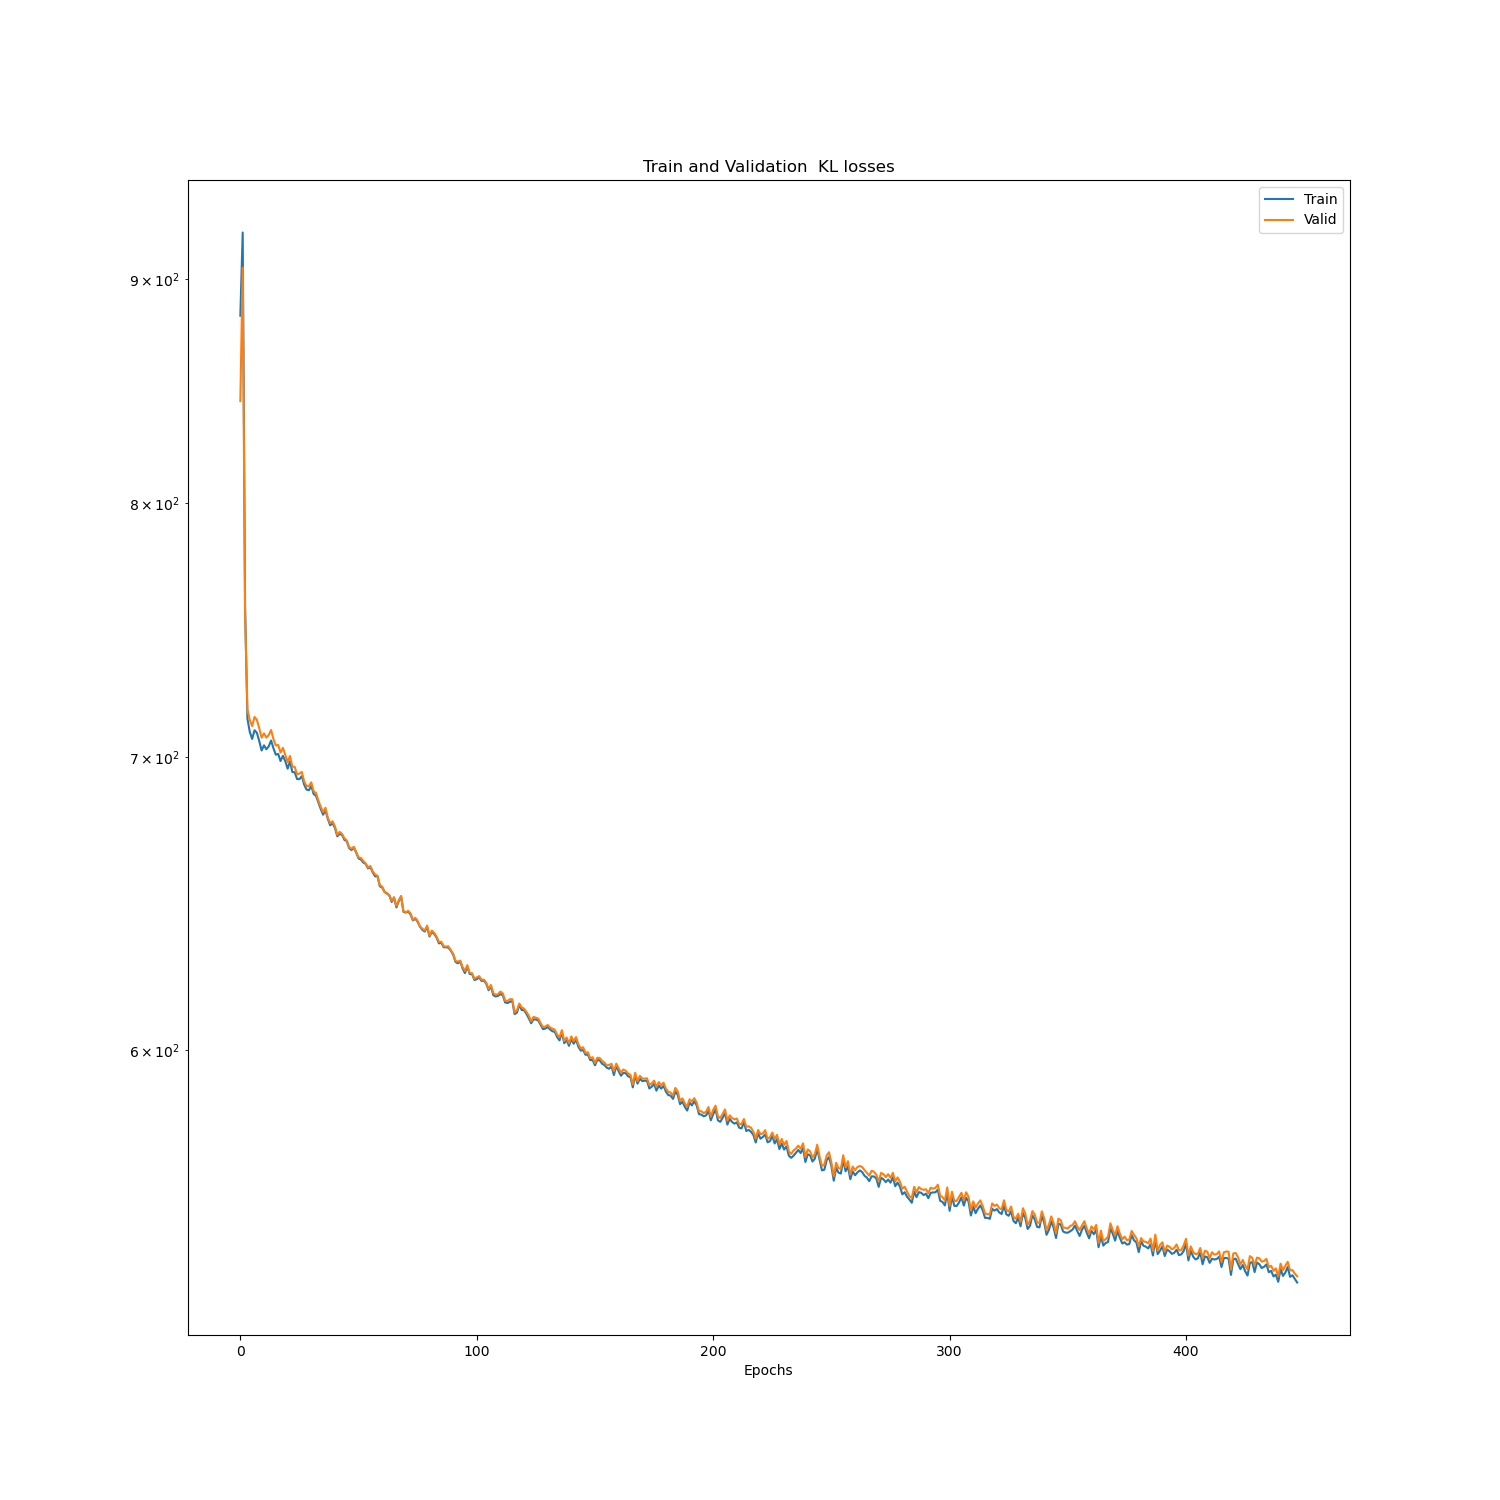 Train and Validation  KL losses
Train
Valid
9 × 10²
8 × 10²
7 × 10²
6 × 10²
0 100 200 300 400
Epochs